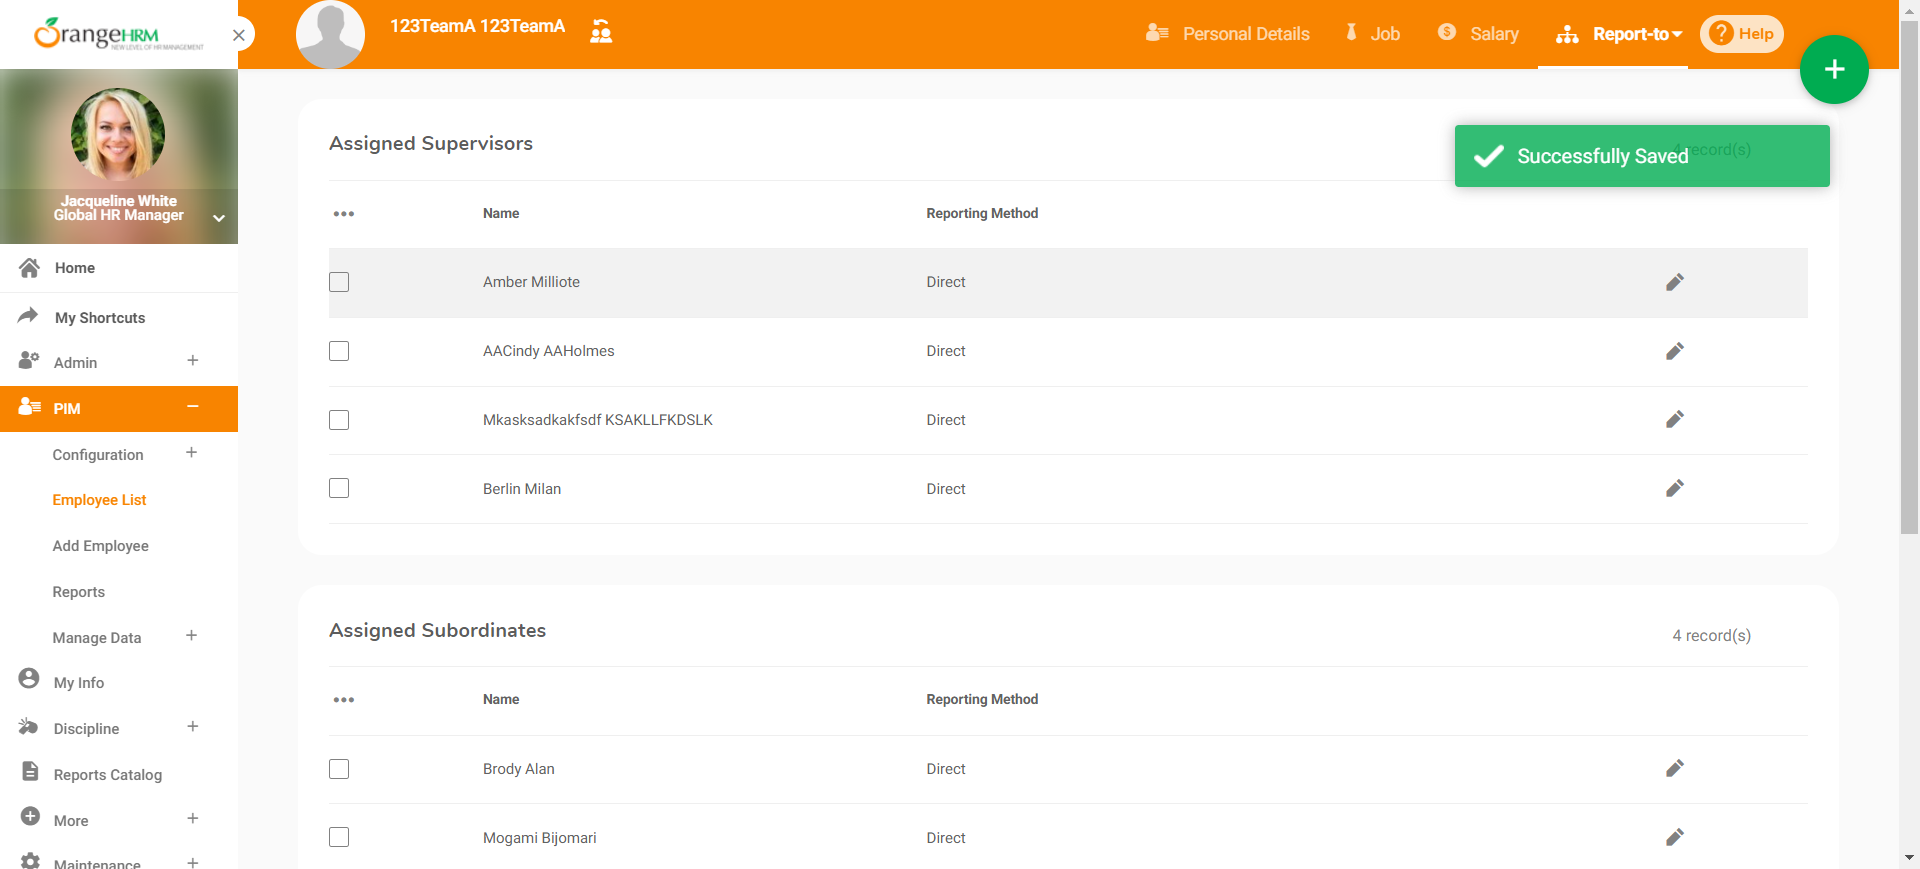 OrangeHRM
NEW LEVEL OF HR MANAGEMENT
Jacqueline White
Global HR Manager
Home
My Shortcuts
Admin
PIM
Configuration
Employee List
Add Employee
Reports
Manage Data
My Info
Discipline
Reports Catalog
More
Maintenance
123TeamA 123TeamA
Personal Details
Job
Salary
Report-to
Help
Assigned Supervisors
4 record(s)
Successfully Saved
Name Reporting Method
Amber Milliote Direct
AACindy AAHolmes Direct
Mkasksadkakfsdf KSAKLLFKDSLK Direct
Berlin Milan Direct
Assigned Subordinates
4 record(s)
Name Reporting Method
Brody Alan Direct
Mogami Bijomari Direct